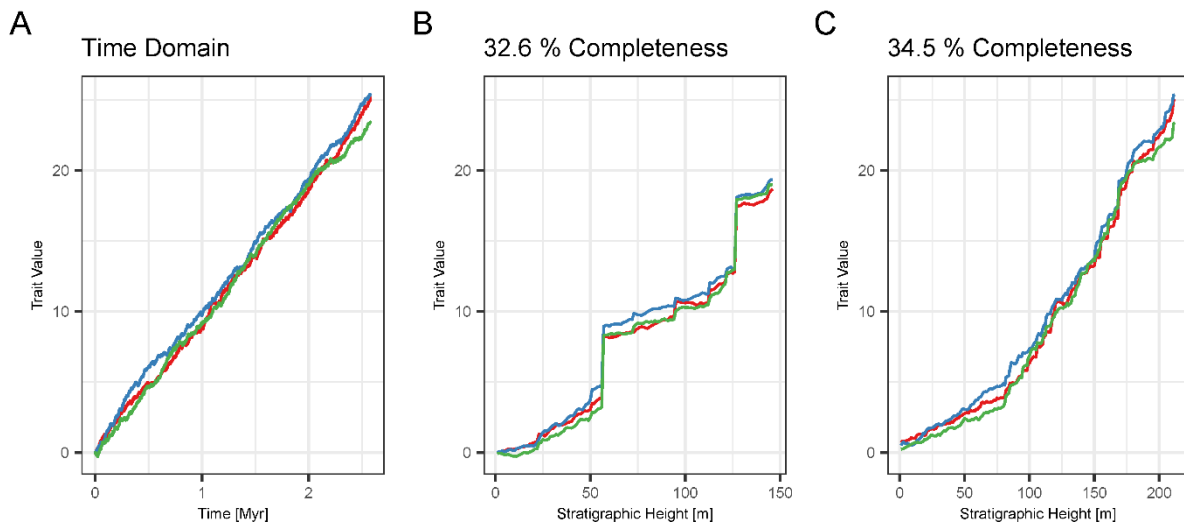 A
Time Domain
Trait Value
20
10
0
0
1
2
Time [Myr]
B
32.6 % Completeness
Trait Value
20
10
0
0
50
100
150
Stratigraphic Height [m]
C
34.5 % Completeness
Trait Value
20
10
0
0
50
100
150
200
Stratigraphic Height [m]